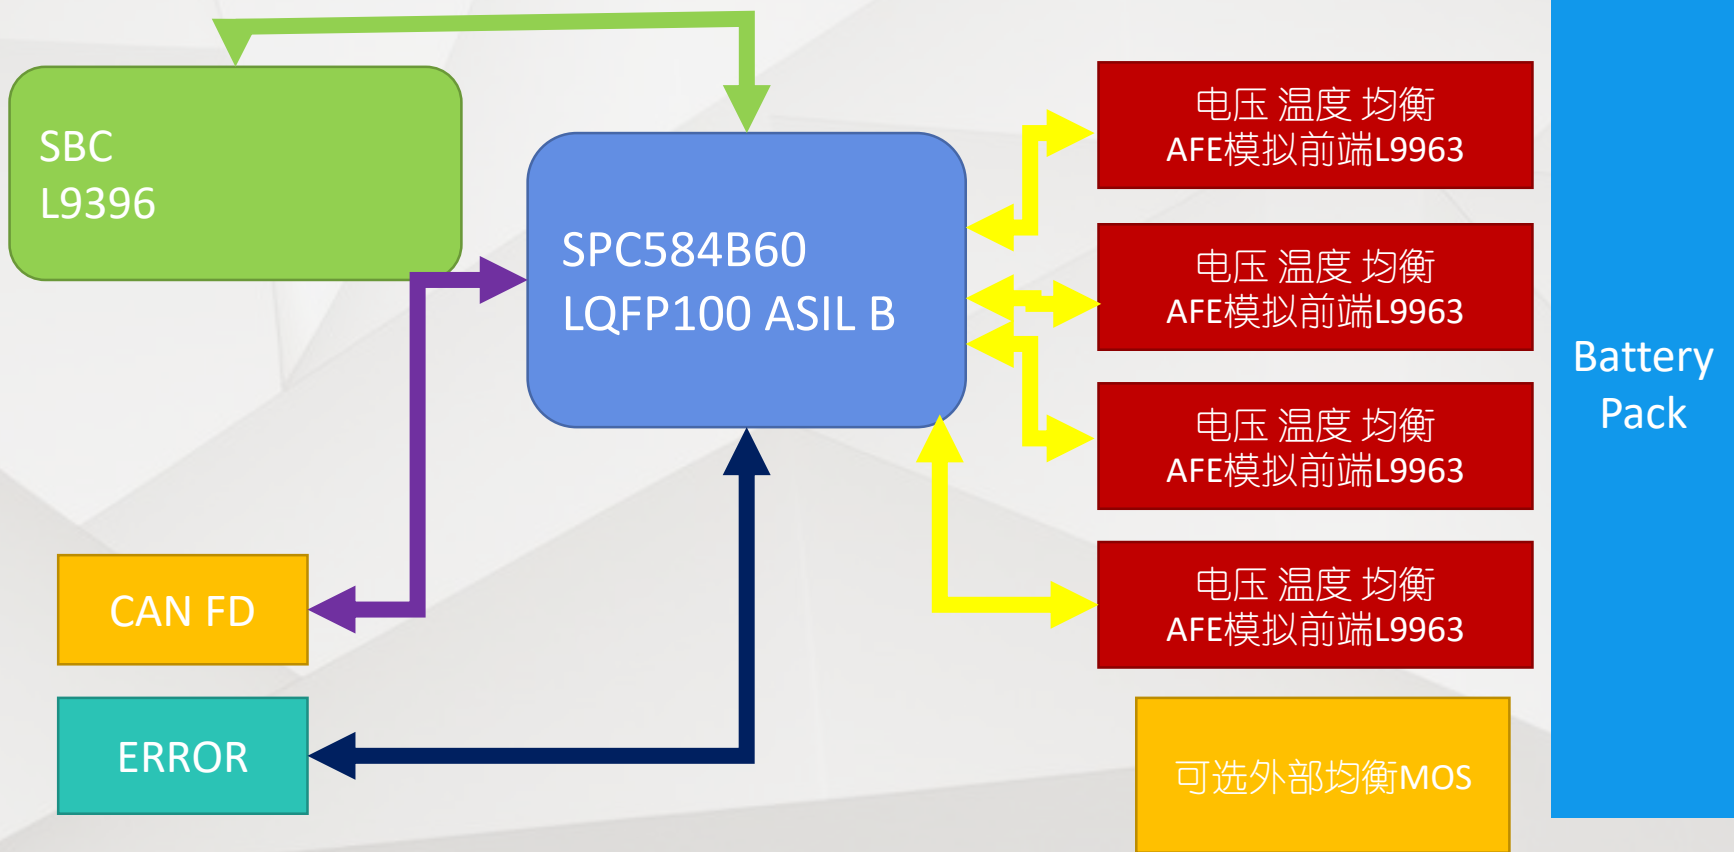 SBC
L9396
SPC584B60
LQFP100 ASIL B
CAN FD
ERROR
电压 温度 均衡
AFE模拟前端L9963
电压 温度 均衡
AFE模拟前端L9963
电压 温度 均衡
AFE模拟前端L9963
电压 温度 均衡
AFE模拟前端L9963
可选外部均衡MOS
Battery
Pack